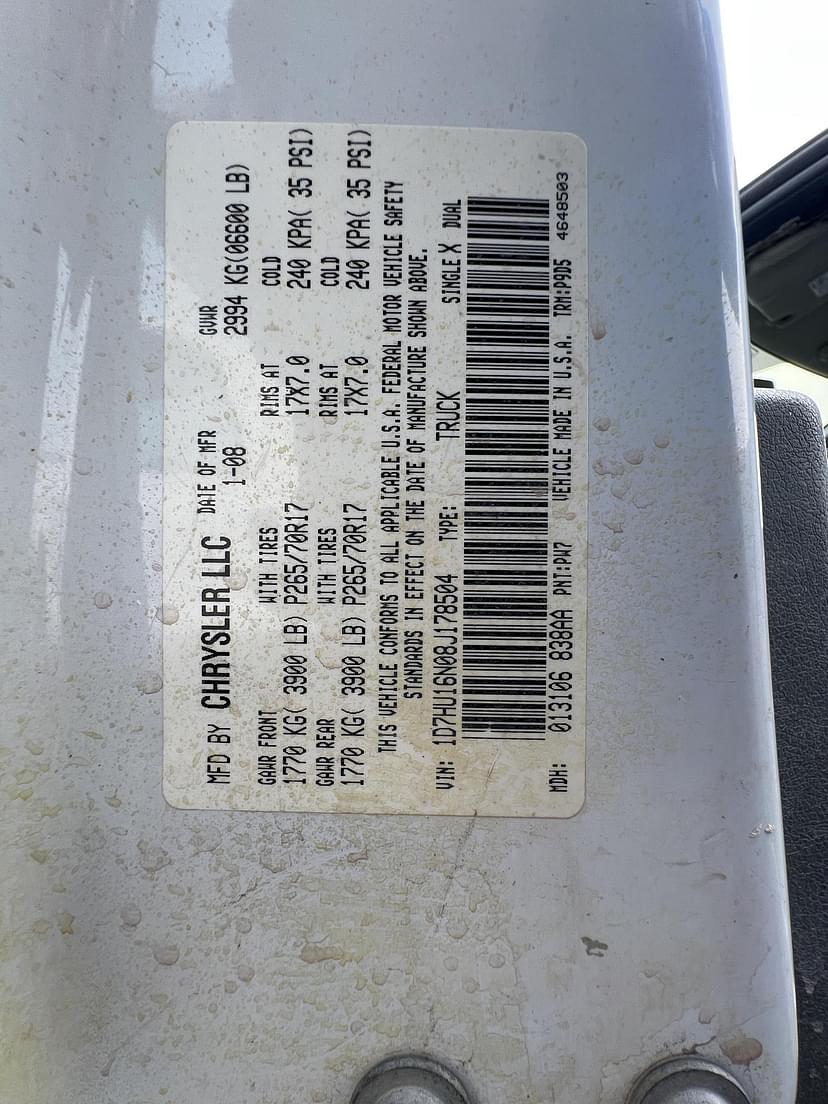 MFD BY CHRYSLER LLC DATE OF MFR GVWR
1-08 2994 KG(06600 LB)
GAWR FRONT WITH TIRES RIMS AT COLD
1770 KG( 3900 LB) P265/70R17 17X7.0 240 KPA( 35 PSI)
GAWR REAR WITH TIRES RIMS AT COLD
1770 KG( 3900 LB) P265/70R17 17X7.0 240 KPA( 35 PSI)
THIS VEHICLE CONFORMS TO ALL APPLICABLE U.S.A. FEDERAL MOTOR VEHICLE SAFETY
STANDARDS IN EFFECT ON THE DATE OF MANUFACTURE SHOWN ABOVE.
VIN: 1D7HU16N08J178504 TYPE: TRUCK SINGLE X DUAL
MDH: 013106 838AA PNT:PW7 VEHICLE MADE IN U.S.A. TRM:P9D5 4648503